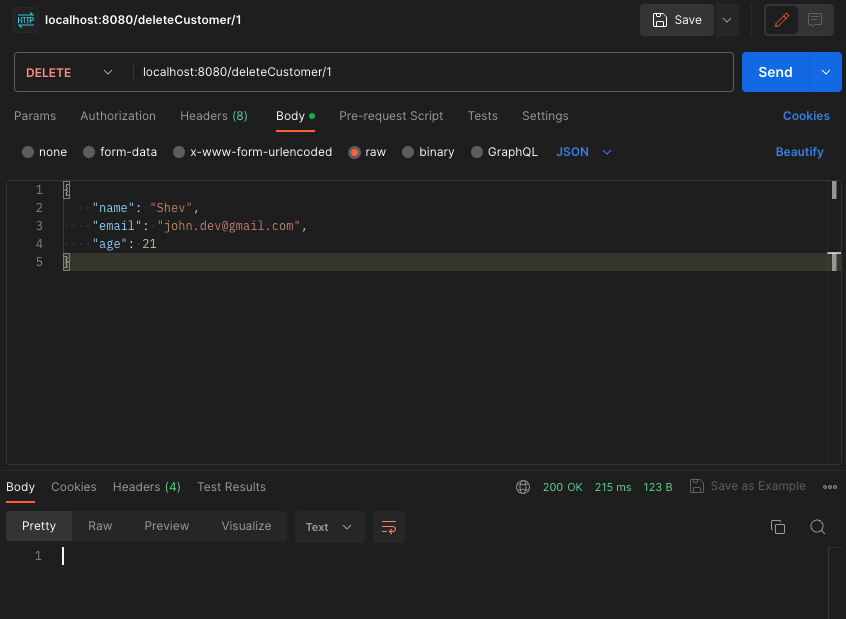 HTTP localhost:8080/deleteCustomer/1 Save
DELETE localhost:8080/deleteCustomer/1 Send
Params Authorization Headers (8) Body Pre-request Script Tests Settings Cookies
none form-data x-www-form-urlencoded raw binary GraphQL JSON Beautify
1 {
2 "name": "Shev",
3 "email": "john.dev@gmail.com",
4 "age": 21
5 }
Body Cookies Headers (4) Test Results 200 OK 215 ms 123 B Save as Example
Pretty Raw Preview Visualize Text
1